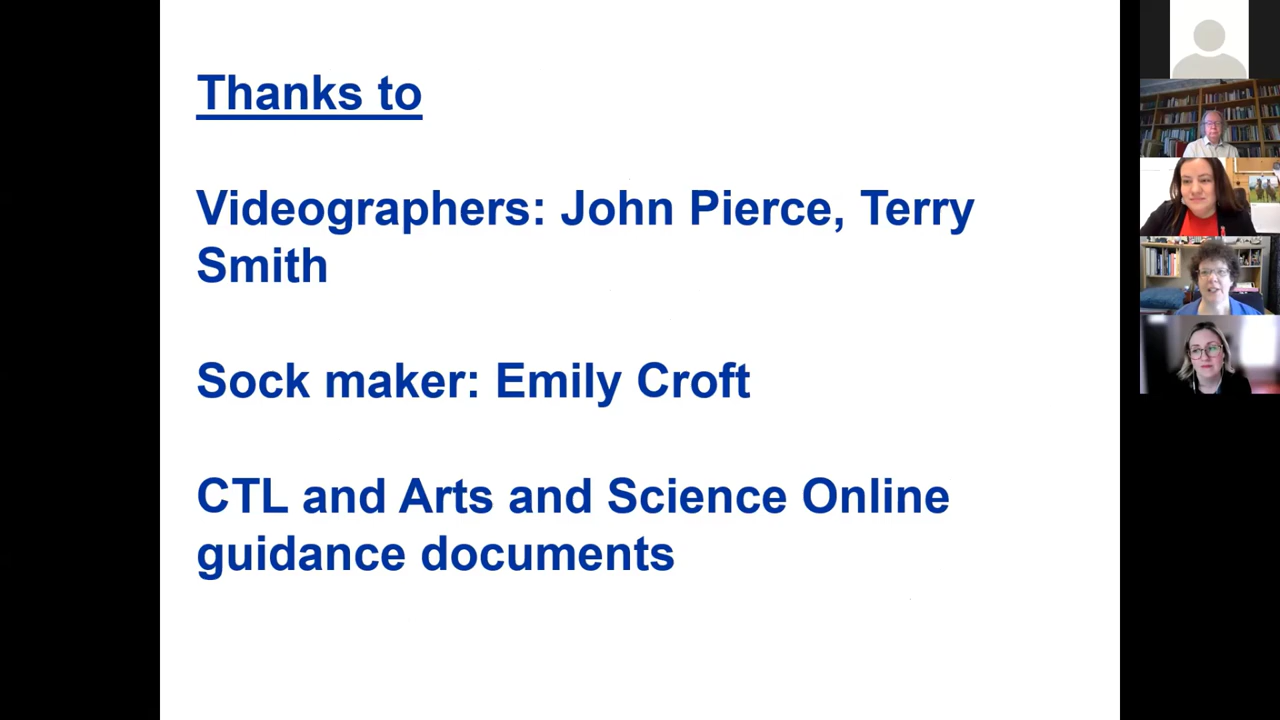 Thanks to
Videographers: John Pierce, Terry
Smith
Sock maker: Emily Croft
CTL and Arts and Science Online
guidance documents